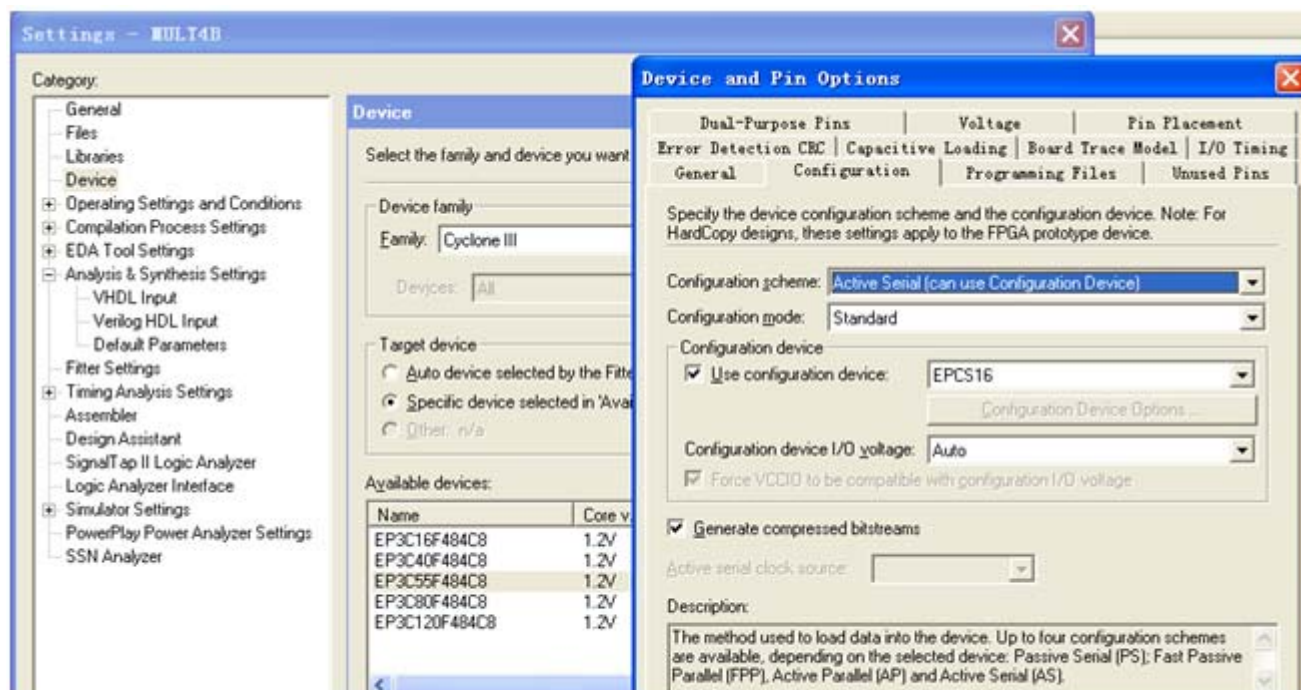 Settings - MULT4B
Category:
General
Files
Libraries
Device
Operating Settings and Conditions
Compilation Process Settings
EDA Tool Settings
Analysis & Synthesis Settings
VHDL Input
Verilog HDL Input
Default Parameters
Fitter Settings
Timing Analysis Settings
Assembler
Design Assistant
SignalTap II Logic Analyzer
Logic Analyzer Interface
Simulator Settings
PowerPlay Power Analyzer Settings
SSN Analyzer
Device
Select the family and device you want
Device family
Family: Cyclone III
Devices: All
Target device
Auto device selected by the Fitte
Specific device selected in 'Avai
Other: n/a
Available devices:
Name Core v
EP3C16F484C8 1.2V
EP3C40F484C8 1.2V
EP3C55F484C8 1.2V
EP3C80F484C8 1.2V
EP3C120F484C8 1.2V
Device and Pin Options
Dual-Purpose Pins Voltage Pin Placement
Error Detection CRC Capacitive Loading Board Trace Model I/O Timing
General Configuration Programming Files Unused Pins
Specify the device configuration scheme and the configuration device. Note: For
HardCopy designs, these settings apply to the FPGA prototype device.
Configuration scheme: Active Serial (can use Configuration Device)
Configuration mode: Standard
Configuration device
Use configuration device: EPCS16
Configuration Device Options ...
Configuration device I/O voltage: Auto
Force VCCIO to be compatible with configuration I/O voltage
Generate compressed bitstreams
Active serial clock source:
Description:
The method used to load data into the device. Up to four configuration schemes
are available, depending on the selected device: Passive Serial (PS); Fast Passive
Parallel (FPP), Active Parallel (AP) and Active Serial (AS).